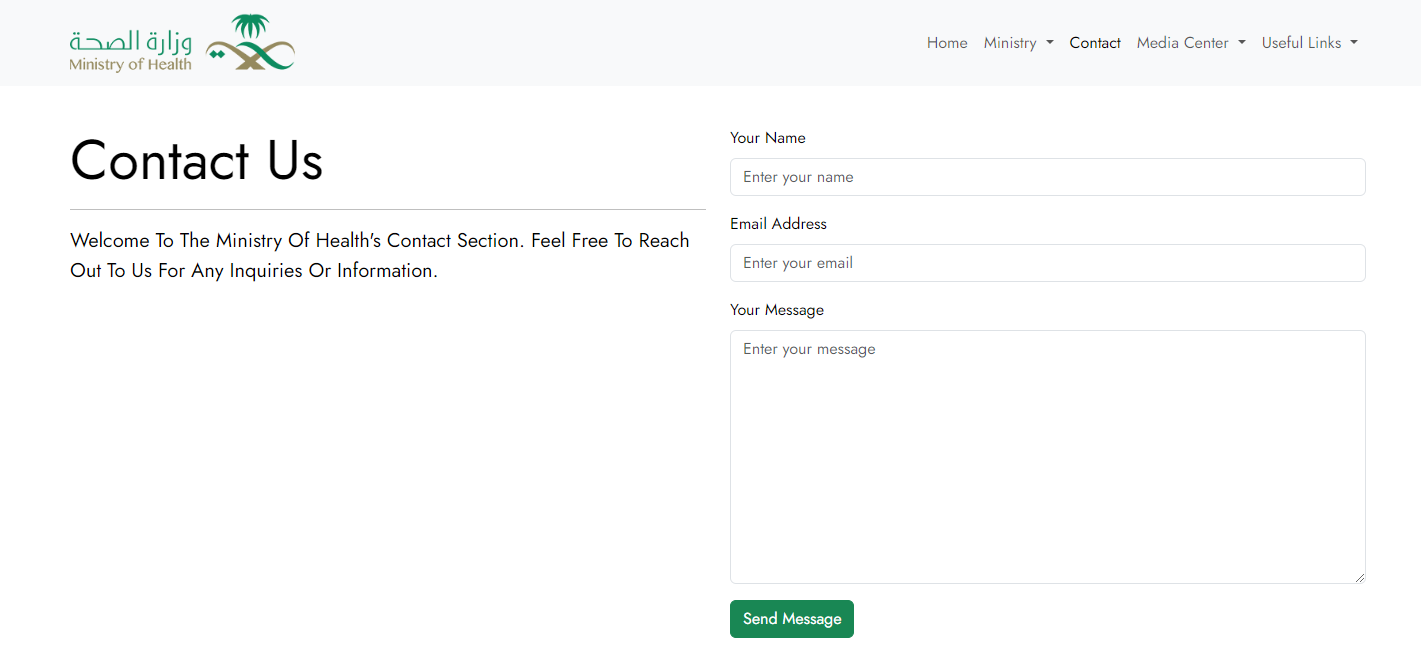 وزارة الصحة
Ministry of Health
Home Ministry Contact Media Center Useful Links
Contact Us
Welcome To The Ministry Of Health's Contact Section. Feel Free To Reach
Out To Us For Any Inquiries Or Information.
Your Name
Enter your name
Email Address
Enter your email
Your Message
Enter your message
Send Message